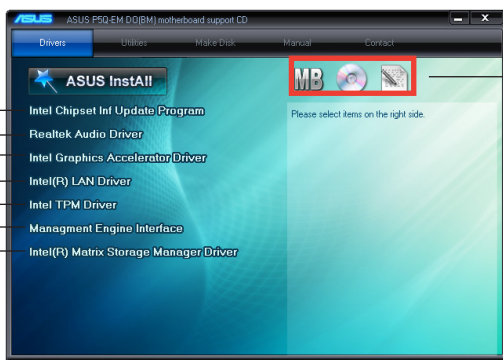 ASUS ASUS P5Q-EM DO(BM) motherboard support CD
Drivers Utilities Make Disk Manual Contact
ASUS InstAll
MB
Intel Chipset Inf Update Program
Please select items on the right side.
Realtek Audio Driver
Intel Graphics Accelerator Driver
Intel(R) LAN Driver
Intel TPM Driver
Managment Engine Interface
Intel(R) Matrix Storage Manager Driver